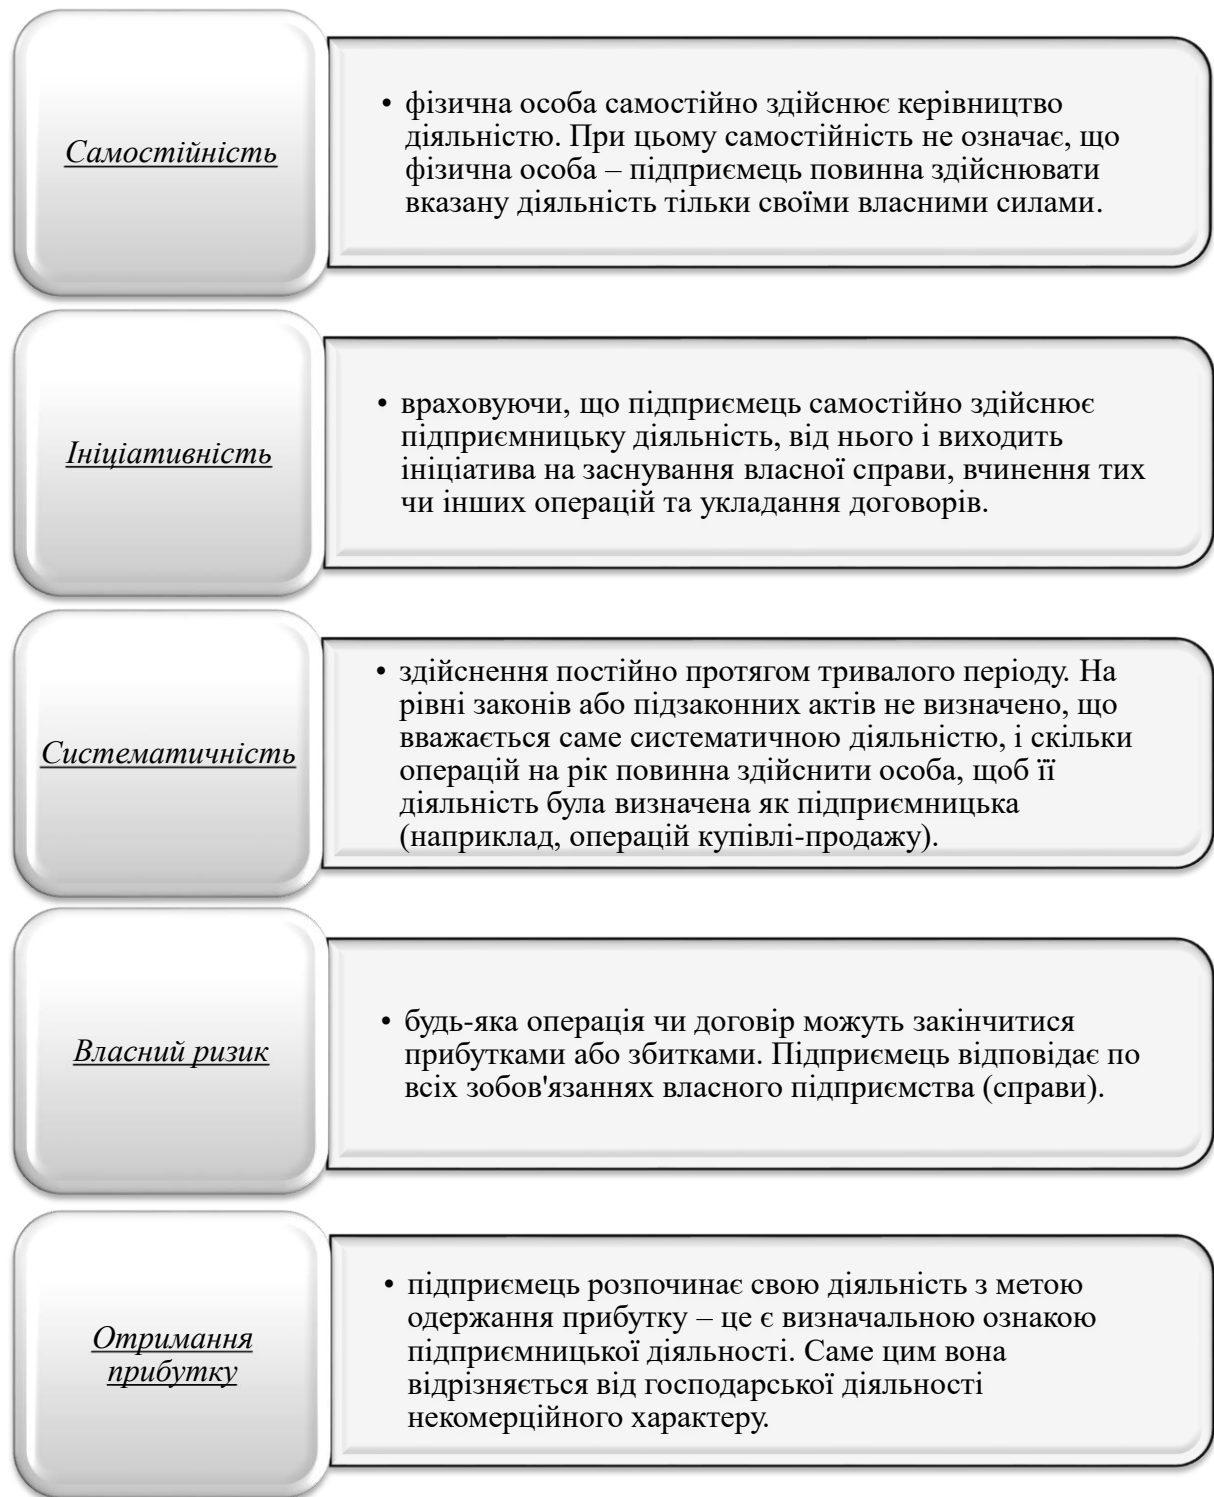 Самостійність
• фізична особа самостійно здійснює керівництво
діяльністю. При цьому самостійність не означає, що
фізична особа – підприємець повинна здійснювати
вказану діяльність тільки своїми власними силами.
Ініціативність
• враховуючи, що підприємець самостійно здійснює
підприємницьку діяльність, від нього і виходить
ініціатива на заснування власної справи, вчинення тих
чи інших операцій та укладання договорів.
Систематичність
• здійснення постійно протягом тривалого періоду. На
рівні законів або підзаконних актів не визначено, що
вважається саме систематичною діяльністю, і скільки
операцій на рік повинна здійснити особа, щоб її
діяльність була визначена як підприємницька
(наприклад, операцій купівлі-продажу).
Власний ризик
• будь-яка операція чи договір можуть закінчитися
прибутками або збитками. Підприємець відповідає по
всіх зобов'язаннях власного підприємства (справи).
Отримання
прибутку
• підприємець розпочинає свою діяльність з метою
одержання прибутку – це є визначальною ознакою
підприємницької діяльності. Саме цим вона
відрізняється від господарської діяльності
некомерційного характеру.